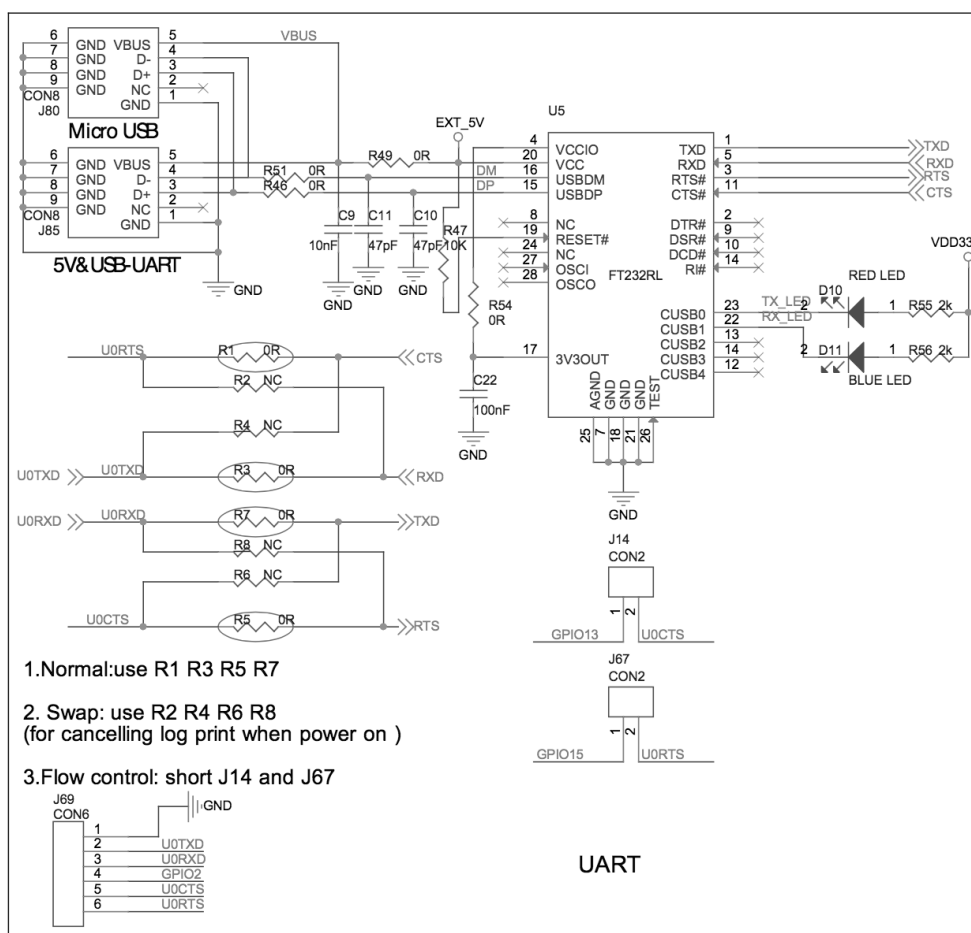 6 GND VBUS 5 VBUS
7 GND D- 4
8 GND D+ 3
9 GND NC 2
CON8 GND 1
J80
Micro USB
6 GND VBUS 5
7 GND D- 4
8 GND D+ 3
9 GND NC 2
CON8 GND 1
J85
5V&USB-UART
GND
R49 0R
R51 0R
R46 0R
EXT_5V
DM
DP
C9
10nF
C11
47pF
C10
47pF
R47
10K
GND
GND
R54
0R
C22
100nF
GND
U5
4 VCCIO TXD 1 TXD
20 VCC RXD 5 RXD
16 USBDM RTS# 3 RTS
15 USBDP CTS# 11 CTS
8 NC DTR# 2
19 RESET# DSR# 9
24 NC DCD# 10
27 OSCI RI# 14
28 OSCO
FT232RL
CUSB0 23 TX_LED
CUSB1 22 RX_LED
17 3V3OUT CUSB2 13
CUSB3 14
CUSB4 12
AGND GND GND GND TEST
25 7 18 21 26
GND
VDD33
RED LED
2 D10 1 R55 2k
2 D11 1 R56 2k
BLUE LED
U0RTS R1 0R CTS
R2 NC
R4 NC
U0TXD U0TXD R3 0R RXD
U0RXD U0RXD R7 0R TXD
R8 NC
R6 NC
U0CTS R5 0R RTS
J14
CON2
1 2
GPIO13 U0CTS
J67
CON2
1 2
GPIO15 U0RTS
1.Normal:use R1 R3 R5 R7
2. Swap: use R2 R4 R6 R8
(for cancelling log print when power on )
3.Flow control: short J14 and J67
J69
CON6
GND
1
2 U0TXD
3 U0RXD
4 GPIO2
5 U0CTS
6 U0RTS
UART